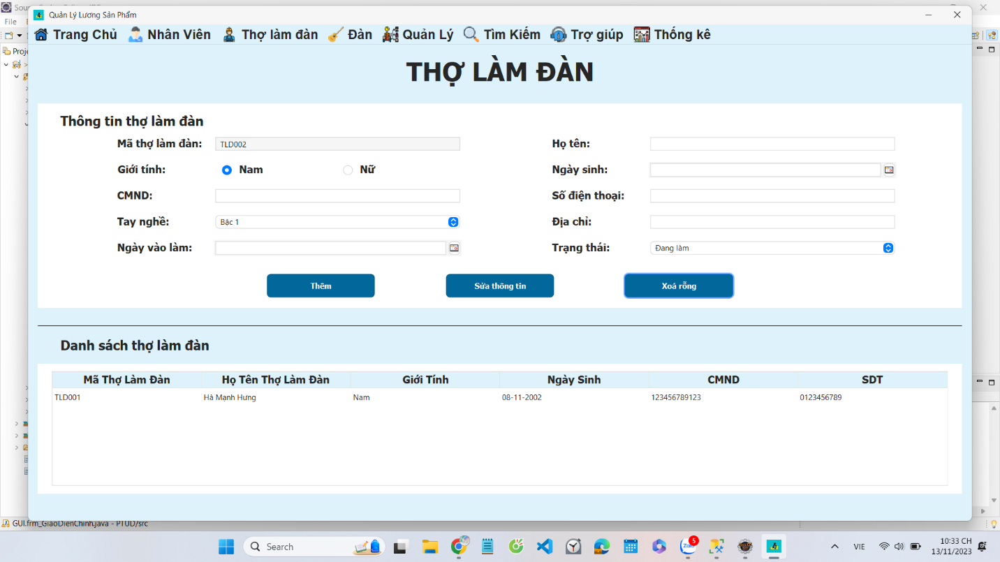 Quản Lý Lương Sản Phẩm
File
Trang Chủ Nhân Viên Thợ làm đàn Đàn Quản Lý Tìm Kiếm Trợ giúp Thống kê
THỢ LÀM ĐÀN
Thông tin thợ làm đàn
Mã thợ làm đàn: TLD002 Họ tên:
Giới tính: Nam Nữ Ngày sinh:
CMND: Số điện thoại:
Tay nghề: Bậc 1 Địa chỉ:
Ngày vào làm: Trạng thái: Đang làm
Thêm Sửa thông tin Xoá rỗng
Danh sách thợ làm đàn
Mã Thợ Làm Đàn Họ Tên Thợ Làm Đàn Giới Tính Ngày Sinh CMND SDT
TLD001 Hà Mạnh Hưng Nam 08-11-2002 123456789123 0123456789
GUI.frm_GiaoDienChinh.java - PTUD/src
Search
Zalo 5
VIE
10:33 CH
13/11/2023